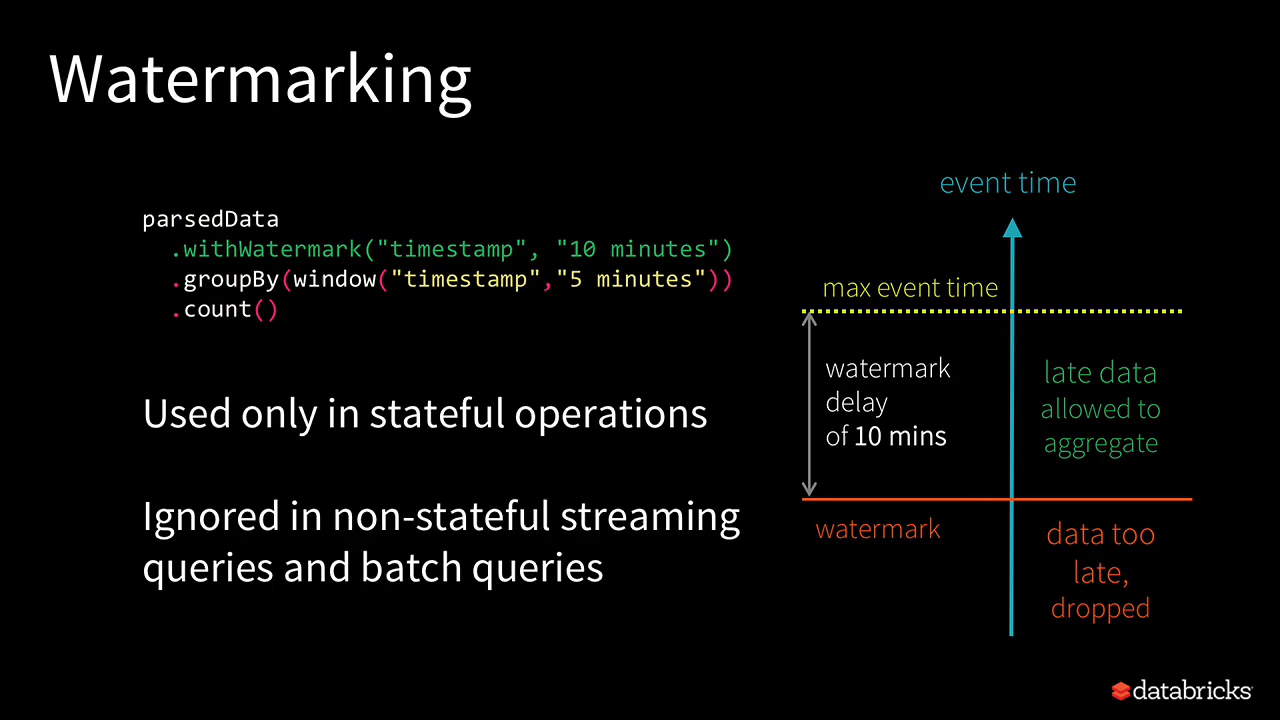 Watermarking
parsedData
.withWatermark("timestamp", "10 minutes")
.groupBy(window("timestamp","5 minutes"))
.count()
Used only in stateful operations
Ignored in non-stateful streaming
queries and batch queries
event time
max event time
watermark
delay
of 10 mins
late data
allowed to
aggregate
watermark
data too
late,
dropped
databricks